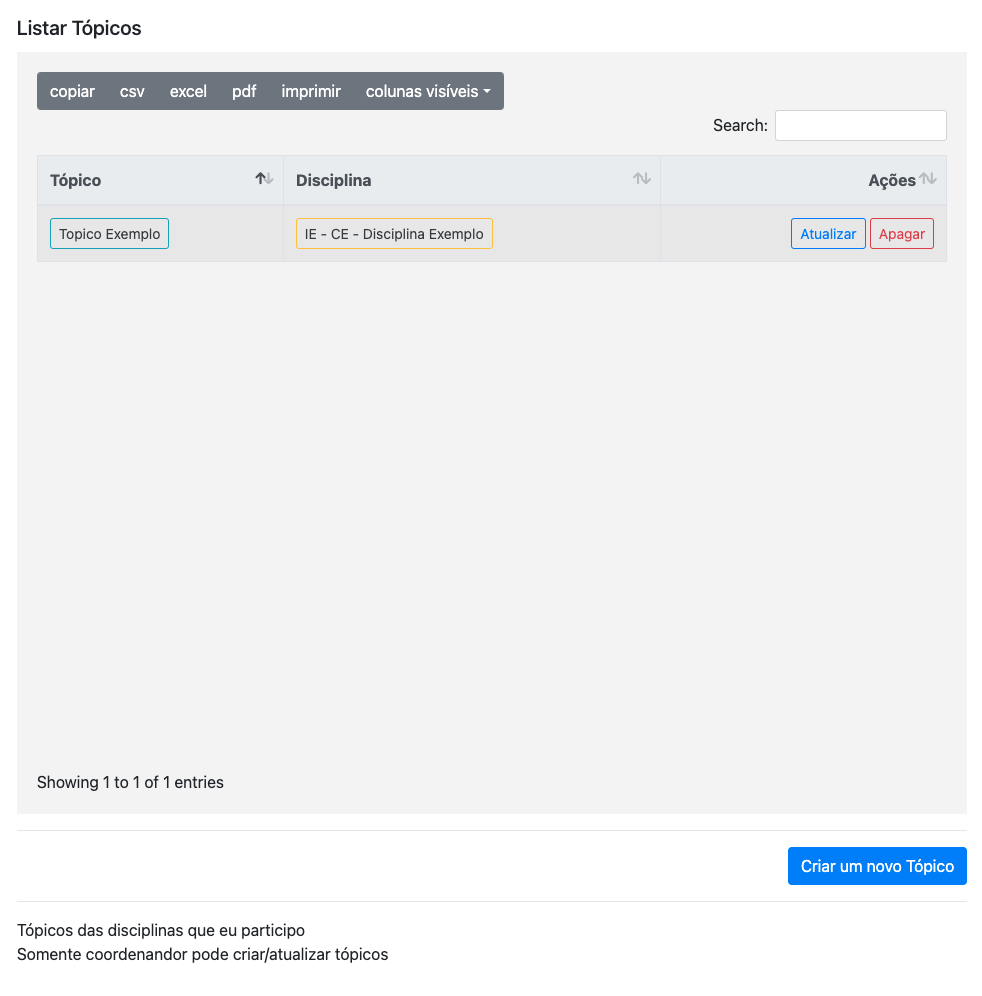 Listar Tópicos
copiar csv excel pdf imprimir colunas visíveis
Search:
Tópico Disciplina Ações
Topico Exemplo IE - CE - Disciplina Exemplo Atualizar Apagar
Showing 1 to 1 of 1 entries
Criar um novo Tópico
Tópicos das disciplinas que eu participo
Somente coordenandor pode criar/atualizar tópicos